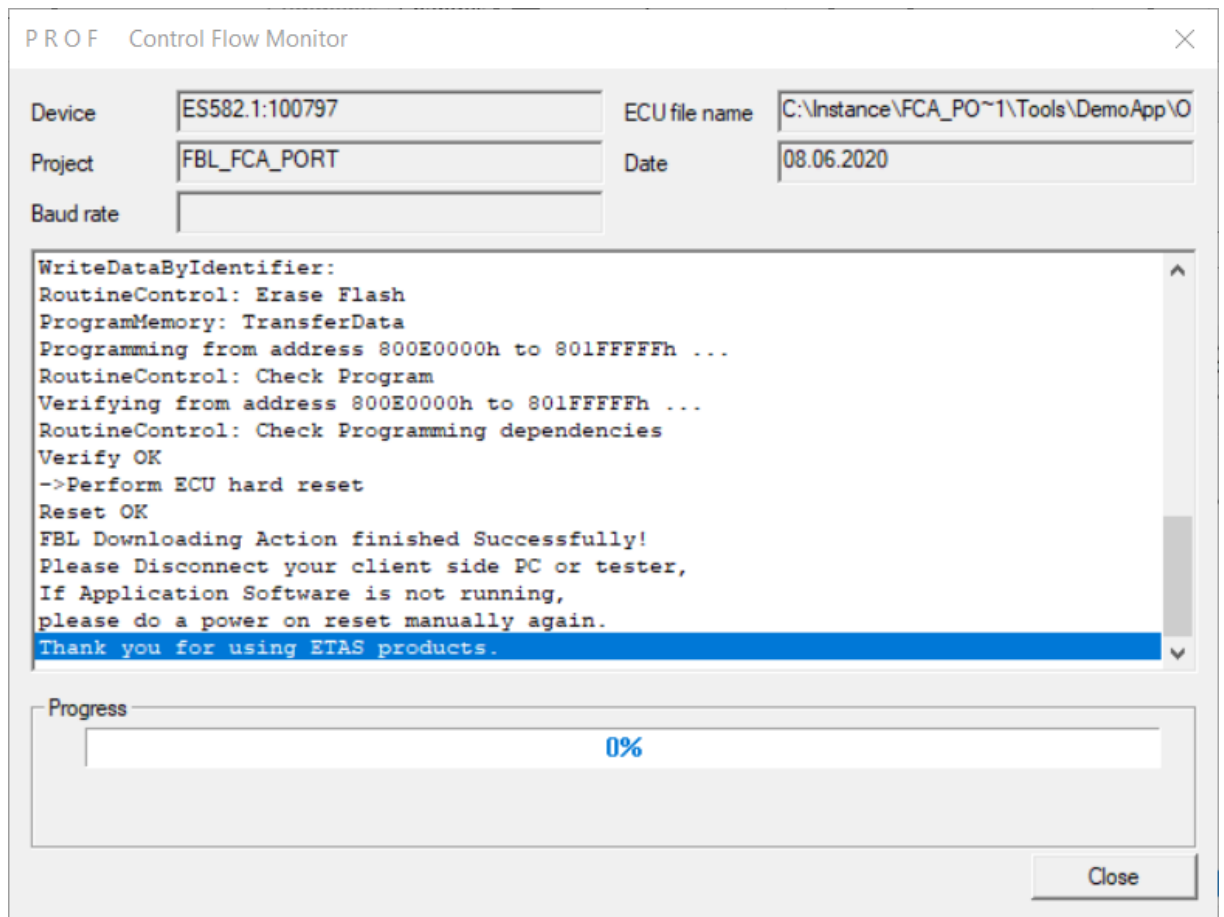 PROF Control Flow Monitor
Device ES582.1:100797 ECU file name C:\Instance\FCA_PO~1\Tools\DemoApp\O
Project FBL_FCA_PORT Date 08.06.2020
Baud rate
WriteDataByIdentifier:
RoutineControl: Erase Flash
ProgramMemory: TransferData
Programming from address 800E0000h to 801FFFFFh ...
RoutineControl: Check Program
Verifying from address 800E0000h to 801FFFFFh ...
RoutineControl: Check Programming dependencies
Verify OK
->Perform ECU hard reset
Reset OK
FBL Downloading Action finished Successfully!
Please Disconnect your client side PC or tester,
If Application Software is not running,
please do a power on reset manually again.
Thank you for using ETAS products.
Progress
0%
Close